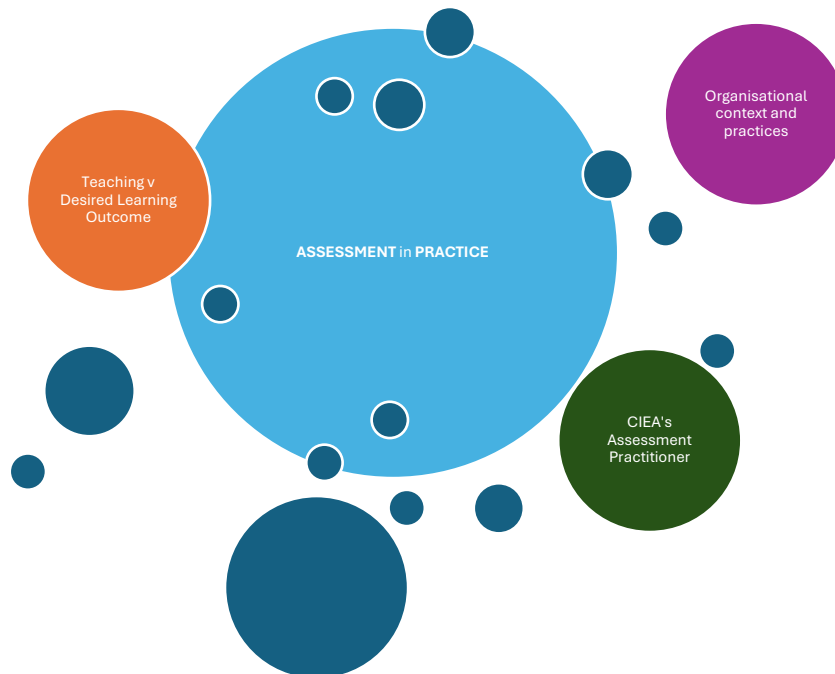 Organisational
context and
practices
Teaching v
Desired Learning
Outcome
ASSESSMENT in PRACTICE
CIEA's
Assessment
Practitioner